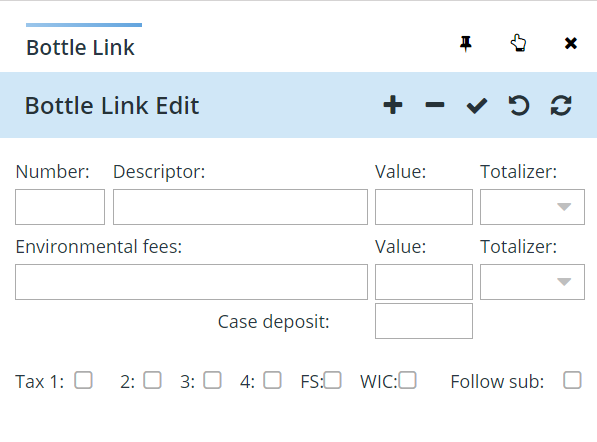 Bottle Link
Bottle Link Edit
Number: Descriptor: Value: Totalizer:
Environmental fees: Value: Totalizer:
Case deposit:
Tax 1: 2: 3: 4: FS: WIC: Follow sub: